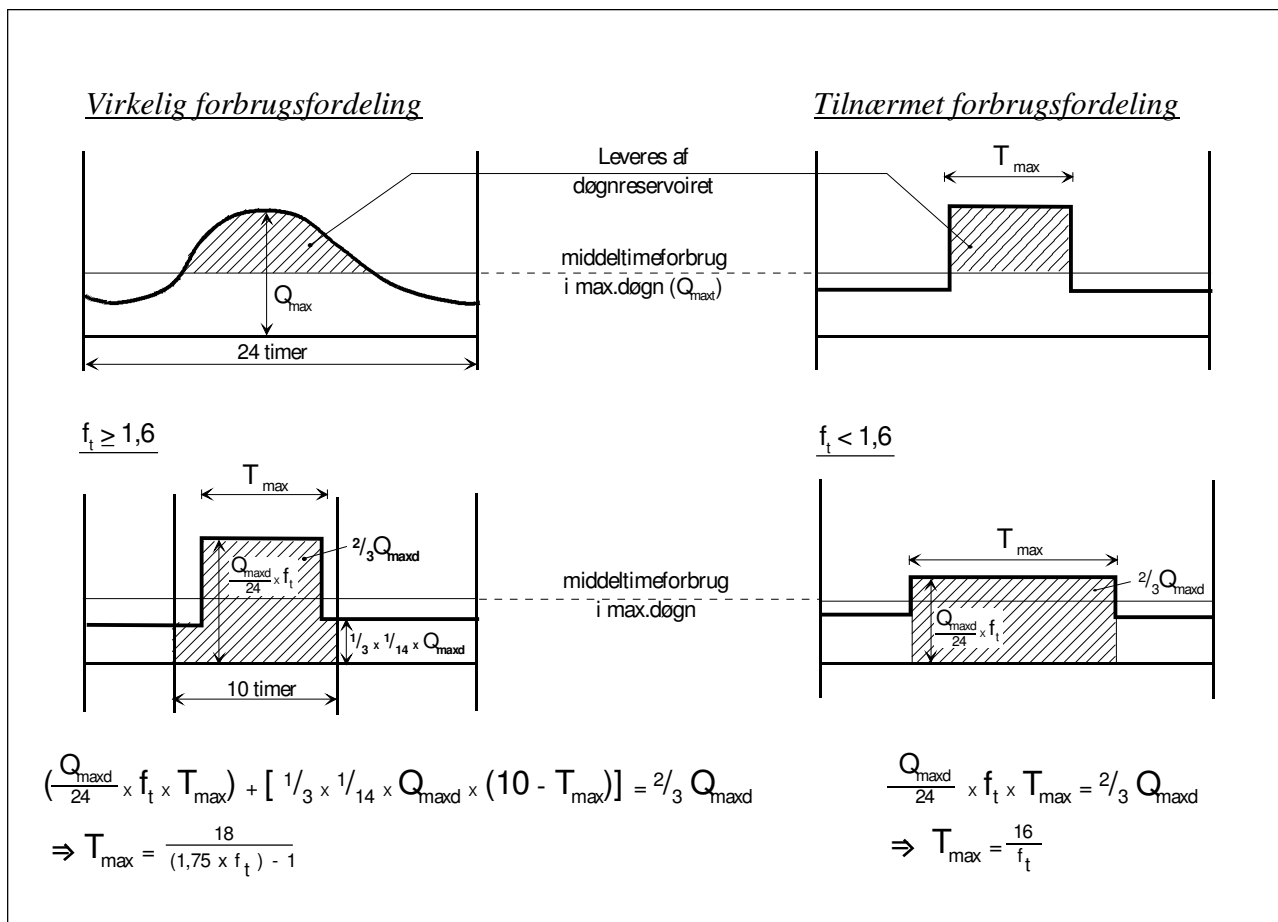 Virkelig forbrugsfordeling
Tilnærmet forbrugsfordeling
Leveres af
døgnreservoiret
T max
middeltimeforbrug
i max.døgn (Q maxt)
Q max
24 timer
f t ≥ 1,6
f t < 1,6
T max
2/3 Q maxd
Q maxd/24 x f t
1/3 x 1/14 x Q maxd
10 timer
middeltimeforbrug
i max.døgn
T max
2/3 Q maxd
Q maxd/24 x f t
(Q maxd/24 x f t x T max) + [ 1/3 x 1/14 x Q maxd x (10 - T max)] = 2/3 Q maxd
⇒ T max = 18/(1,75 x f t) - 1
Q maxd/24 x f t x T max = 2/3 Q maxd
⇒ T max = 16/f t